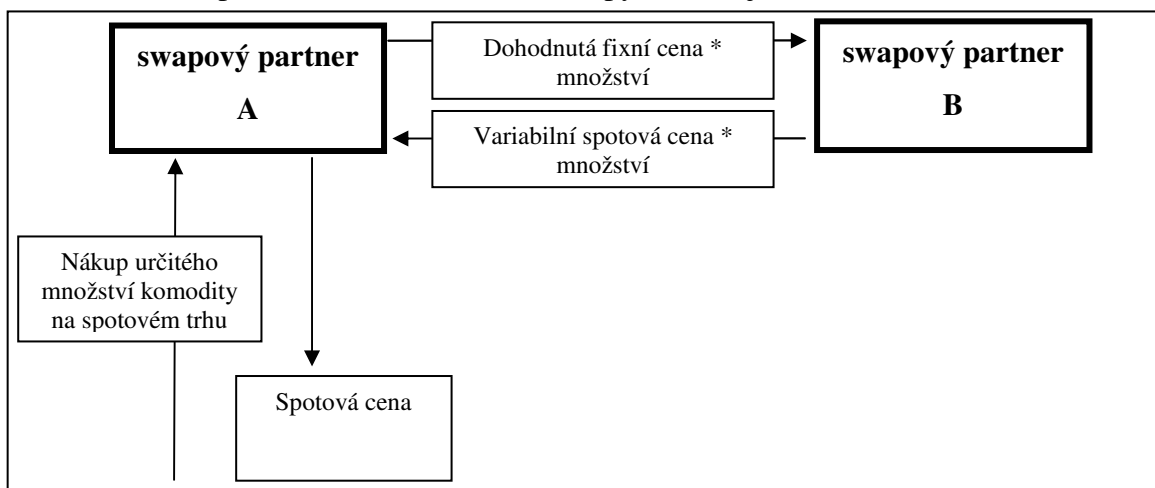 swapový partner
A
Dohodnutá fixní cena *
množství
swapový partner
B
Variabilní spotová cena *
množství
Nákup určitého
množství komodity
na spotovém trhu
Spotová cena